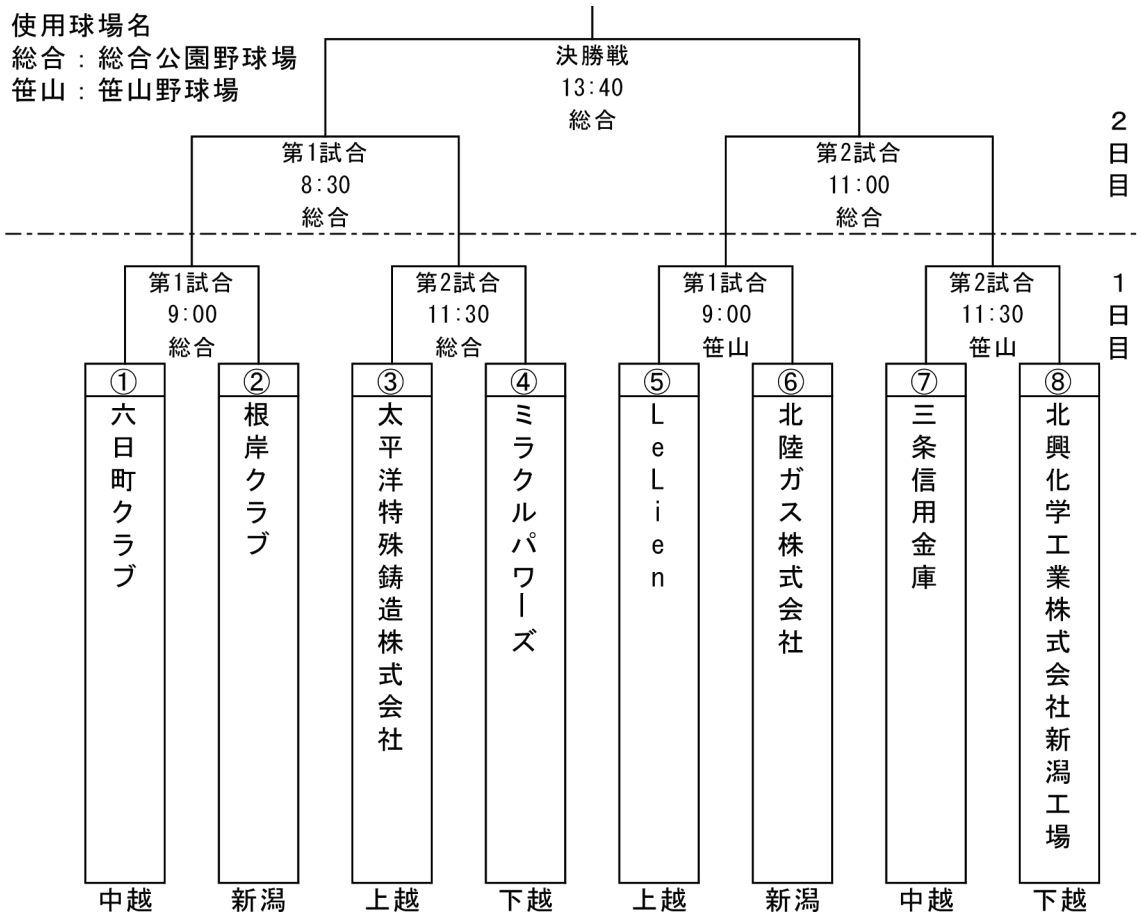 使用球場名
総合：総合公園野球場
笹山：笹山野球場
決勝戦
13:40
総合
2日目
第1試合
8:30
総合
第2試合
11:00
総合
1日目
第1試合
9:00
総合
第2試合
11:30
総合
第1試合
9:00
笹山
第2試合
11:30
笹山
①
六日町クラブ
中越
②
根岸クラブ
新潟
③
太平洋特殊鋳造株式会社
上越
④
ミラクルパワーズ
下越
⑤
LeLien
上越
⑥
北陸ガス株式会社
新潟
⑦
三条信用金庫
中越
⑧
北興化学工業株式会社新潟工場
下越